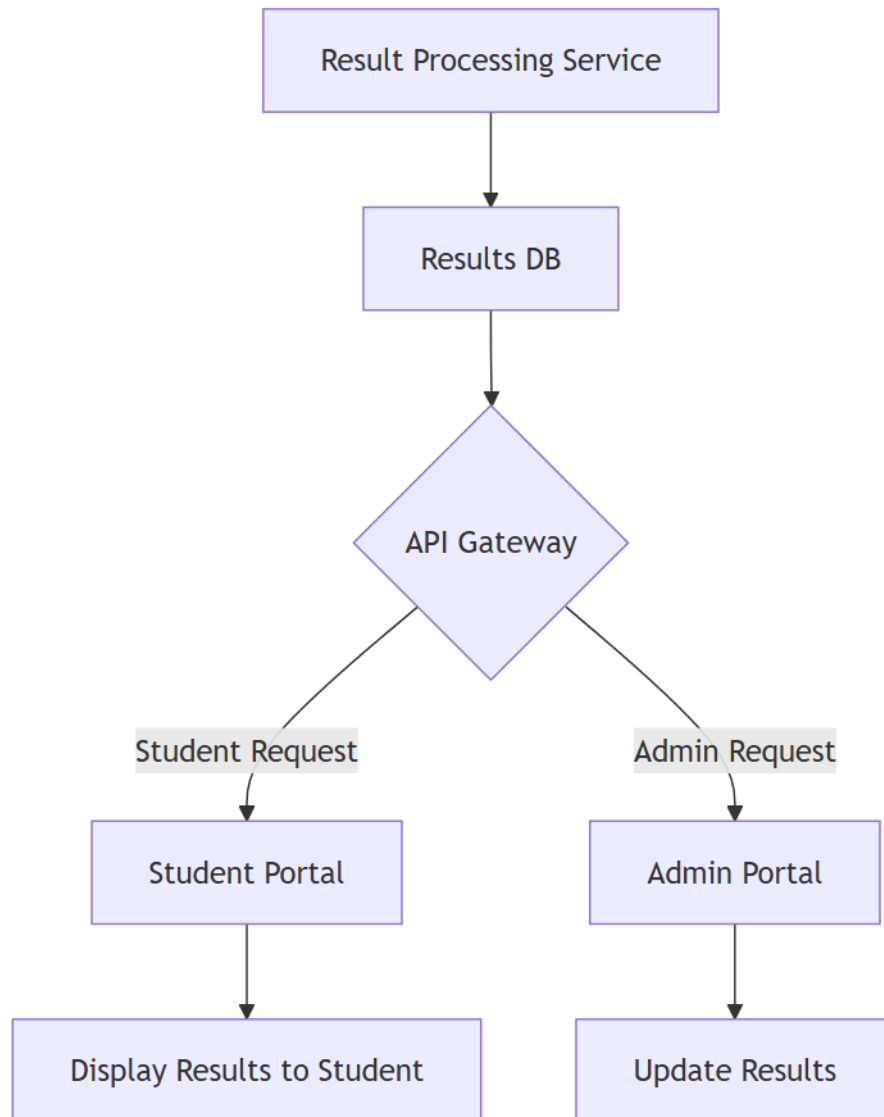 Result Processing Service
Results DB
API Gateway
Student Request
Admin Request
Student Portal
Admin Portal
Display Results to Student
Update Results